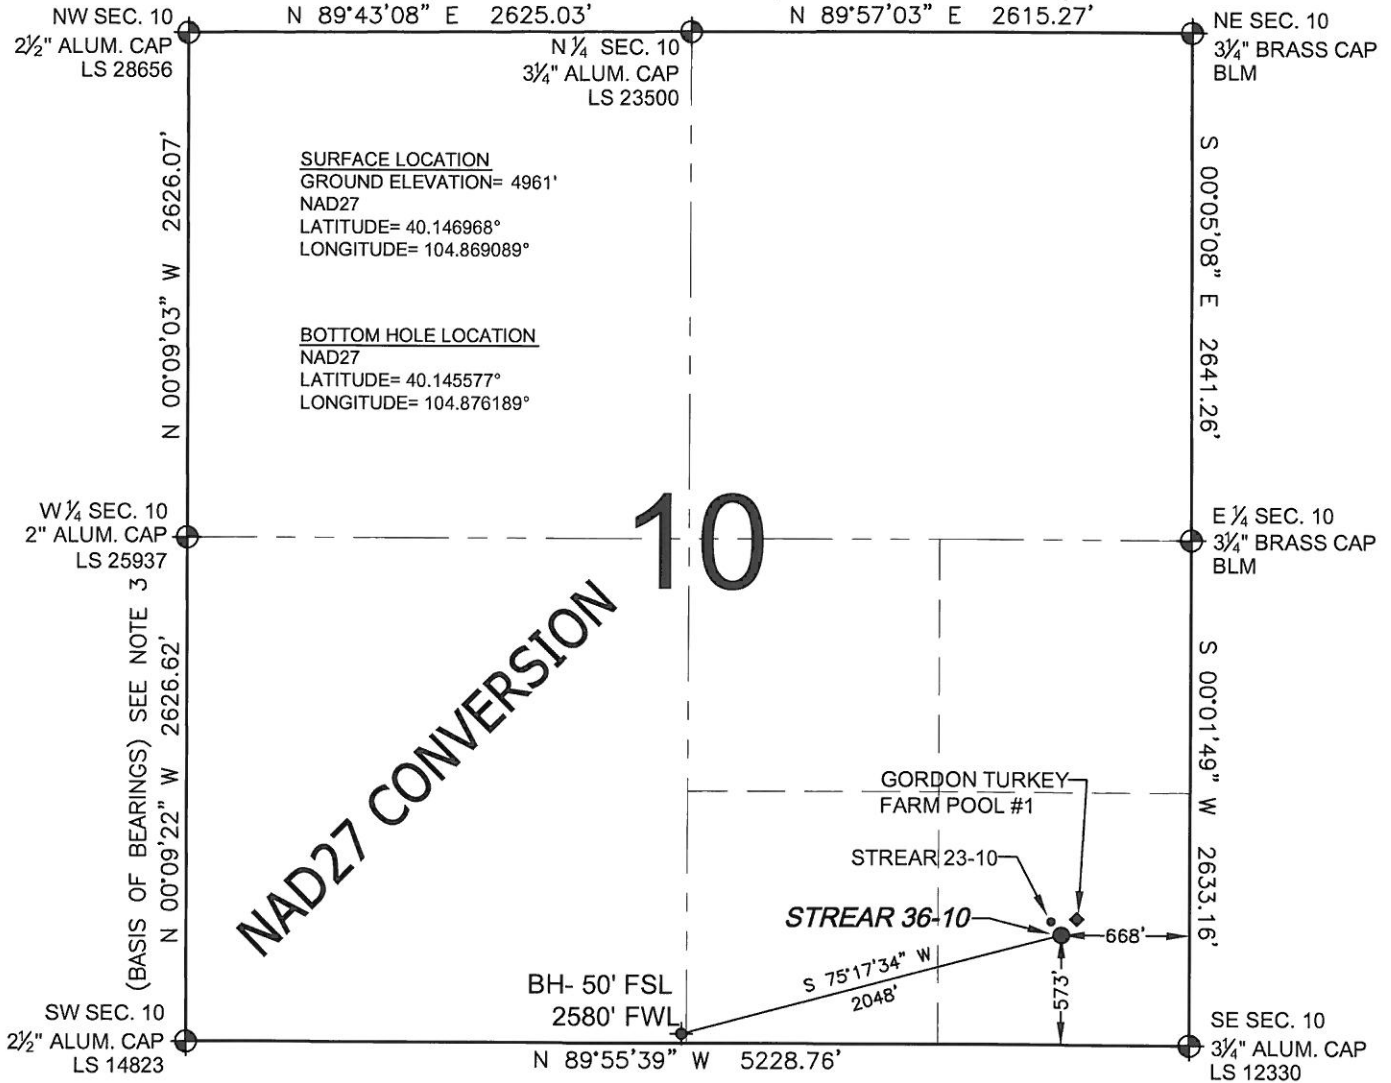 N 89°43'08" E 2625.03'
N 89°57'03" E 2615.27'
NW SEC. 10
2½" ALUM. CAP
LS 28656
N ¼ SEC. 10
3¼" ALUM. CAP
LS 23500
NE SEC. 10
3¼" BRASS CAP
BLM
N 00°09'03" W 2626.07'
SURFACE LOCATION
GROUND ELEVATION= 4961'
NAD27
LATITUDE= 40.146968°
LONGITUDE= 104.869089°
BOTTOM HOLE LOCATION
NAD27
LATITUDE= 40.145577°
LONGITUDE= 104.876189°
S 00°05'08" E 2641.26'
W ¼ SEC. 10
2" ALUM. CAP
LS 25937
10
E ¼ SEC. 10
3¼" BRASS CAP
BLM
(BASIS OF BEARINGS) SEE NOTE 3
N 00°09'22" W 2626.62'
NAD27 CONVERSION
S 00°01'49" W 2633.16'
GORDON TURKEY
FARM POOL #1
STREAR 23-10
STREAR 36-10
668'
573'
S 75°17'34" W
2048'
BH- 50' FSL
2580' FWL
SW SEC. 10
2½" ALUM. CAP
LS 14823
N 89°55'39" W 5228.76'
SE SEC. 10
3¼" ALUM. CAP
LS 12330